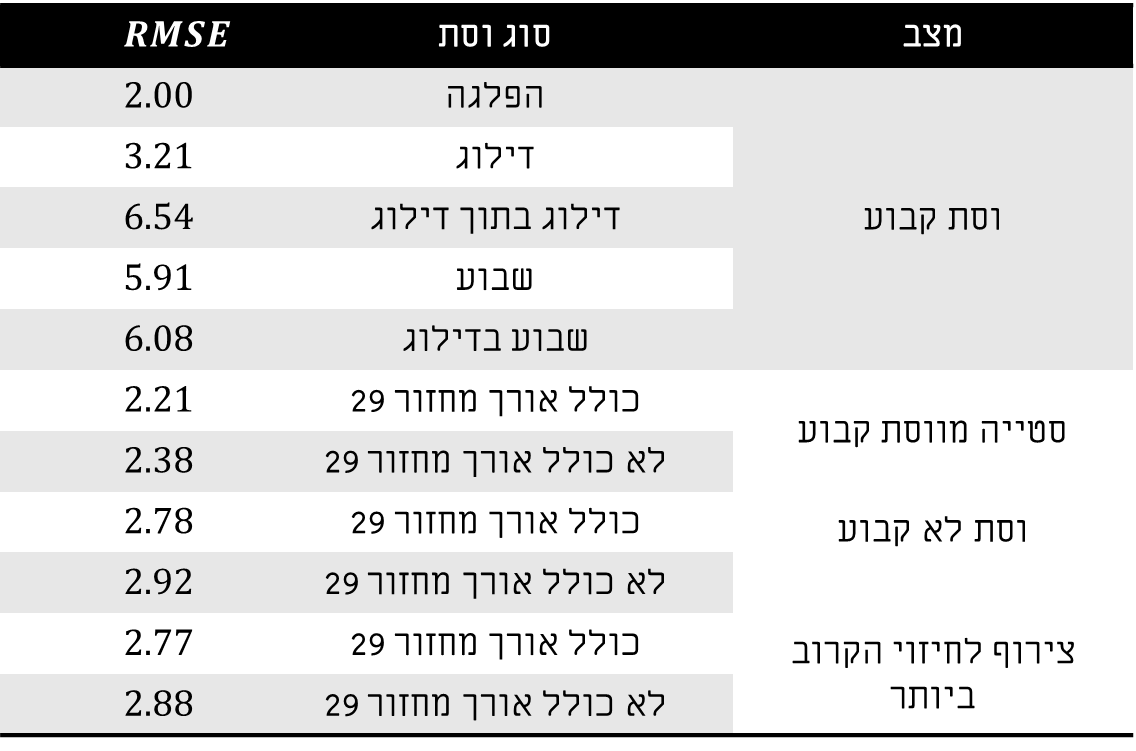 מצב סוג וסת RMSE
וסת קבוע הפלגה 2.00
דילוג 3.21
דילוג בתוך דילוג 6.54
שבוע 5.91
שבוע בדילוג 6.08
סטייה מווסת קבוע כולל אורך מחזור 29 2.21
לא כולל אורך מחזור 29 2.38
וסת לא קבוע כולל אורך מחזור 29 2.78
לא כולל אורך מחזור 29 2.92
צירוף לחיזוי הקרוב
ביותר
כולל אורך מחזור 29 2.77
לא כולל אורך מחזור 29 2.88